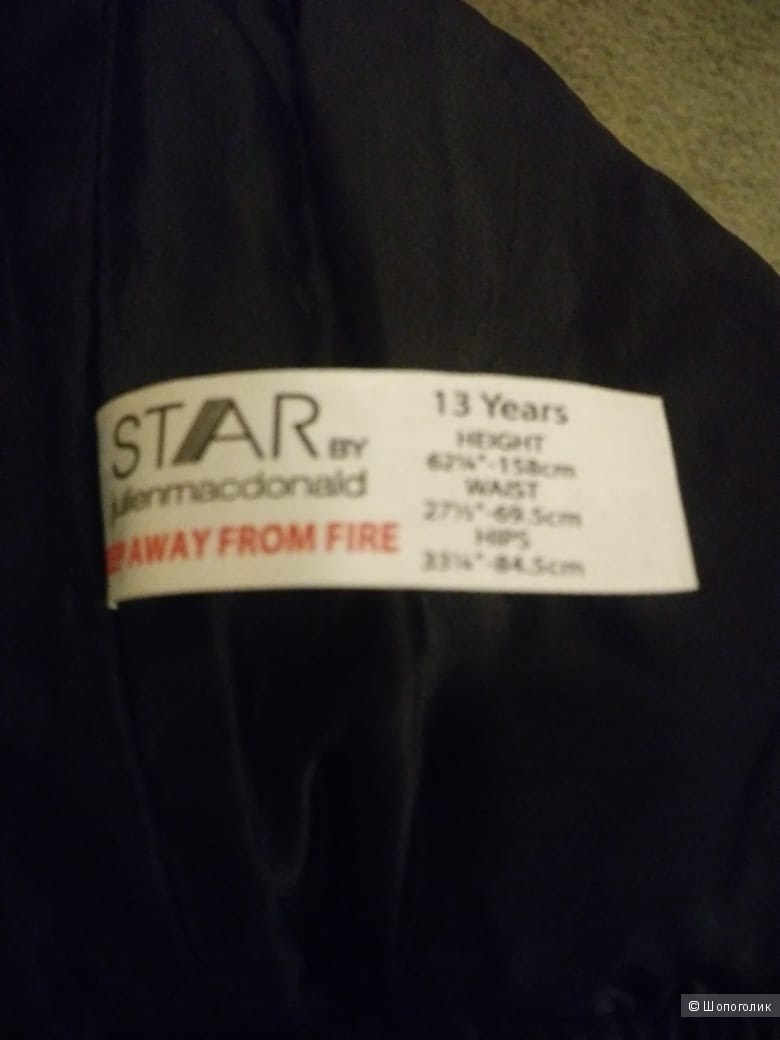 STAR BY
julienmacdonald
AWAY FROM FIRE
13 Years
HEIGHT
62¼"-158cm
WAIST
27½"-69.5cm
HIPS
33¼"-84.5cm
© Шопоголик